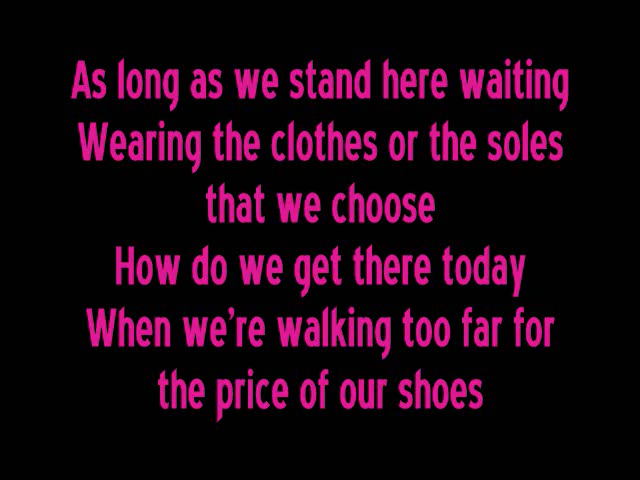 As long as we stand here waiting
Wearing the clothes or the soles
that we choose
How do we get there today
When we're walking too far for
the price of our shoes